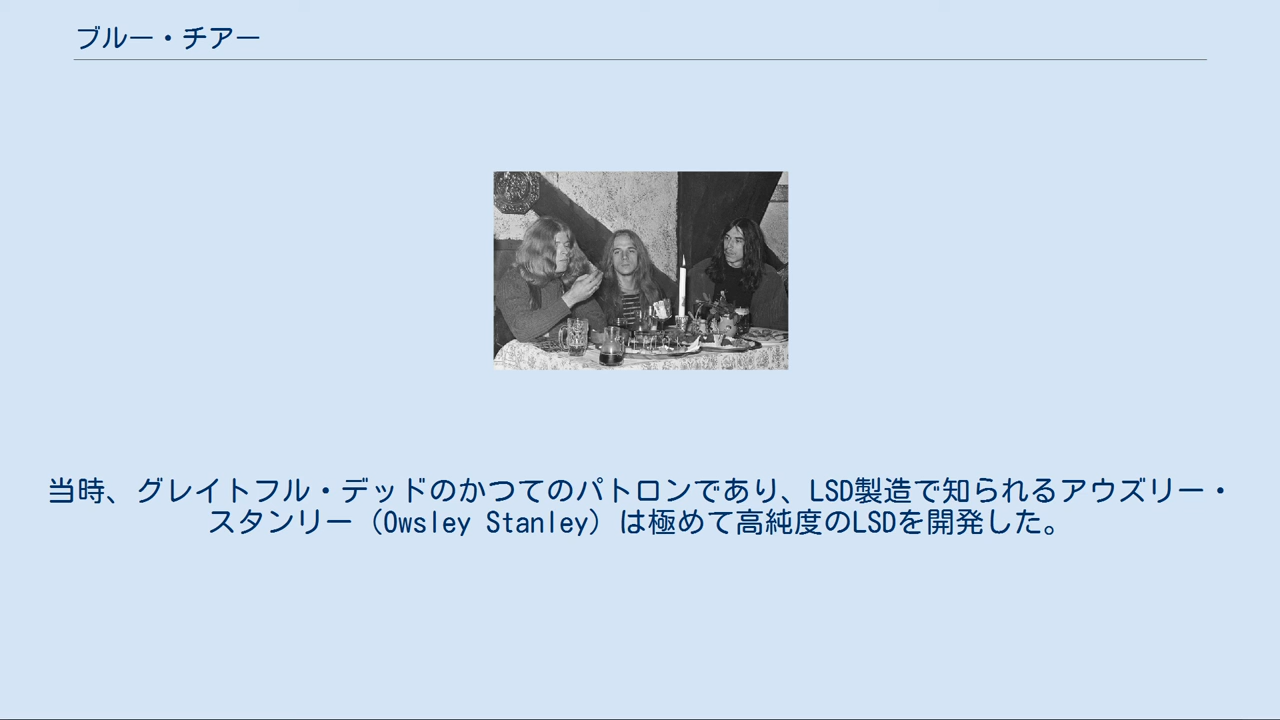 ブルー・チアー
当時、グレイトフル・デッドのかつてのパトロンであり、LSD製造で知られるアウズリー・
スタンリー（Owsley Stanley）は極めて高純度のLSDを開発した。